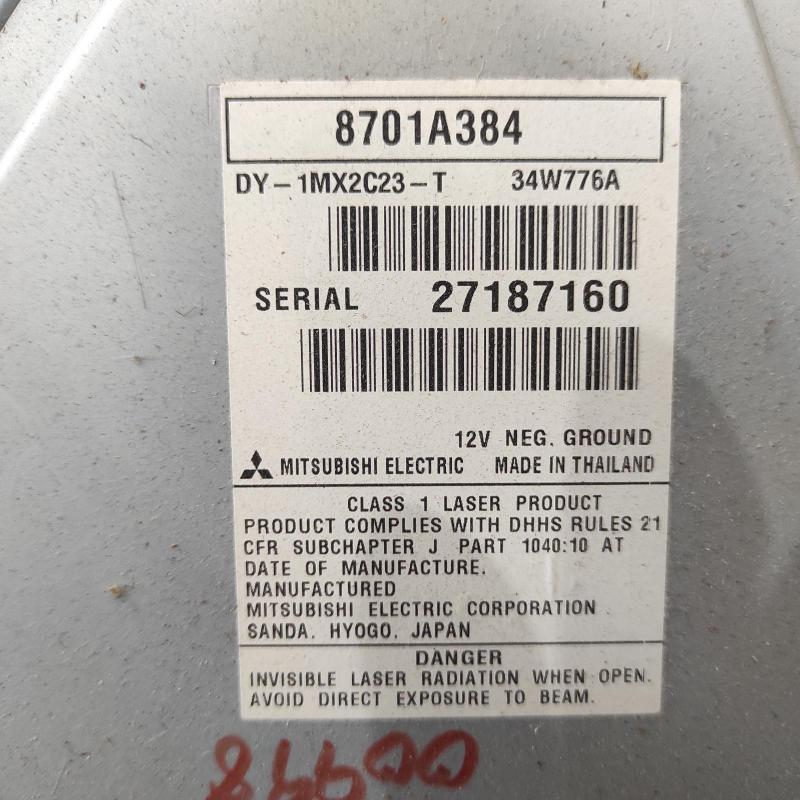 8701A384
DY-1MX2C23-T 34W776A
SERIAL 27187160
12V NEG. GROUND
MITSUBISHI ELECTRIC MADE IN THAILAND
CLASS 1 LASER PRODUCT
PRODUCT COMPLIES WITH DHHS RULES 21
CFR SUBCHAPTER J PART 1040:10 AT
DATE OF MANUFACTURE.
MANUFACTURED
MITSUBISHI ELECTRIC CORPORATION
SANDA, HYOGO, JAPAN
DANGER
INVISIBLE LASER RADIATION WHEN OPEN.
AVOID DIRECT EXPOSURE TO BEAM.